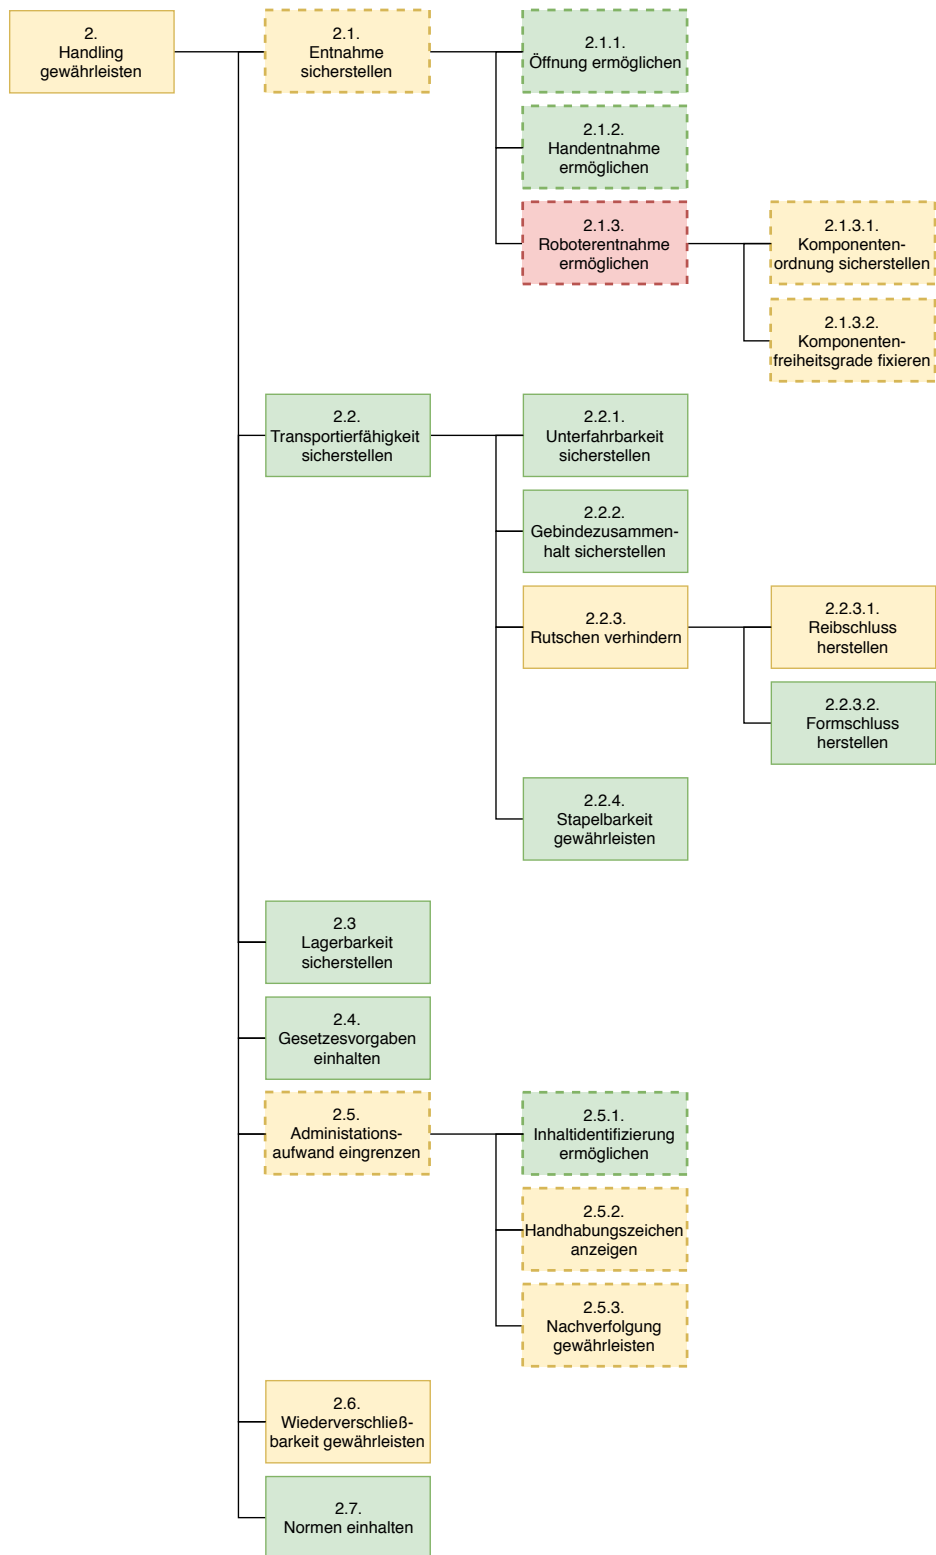 2.
Handling
gewährleisten
2.1.
Entnahme
sicherstellen
2.1.1.
Öffnung ermöglichen
2.1.2.
Handentnahme
ermöglichen
2.1.3.
Roboterentnahme
ermöglichen
2.1.3.1.
Komponenten-
ordnung sicherstellen
2.1.3.2.
Komponenten-
freiheitsgrade fixieren
2.2.
Transportierfähigkeit
sicherstellen
2.2.1.
Unterfahrbarkeit
sicherstellen
2.2.2.
Gebindezusammen-
halt sicherstellen
2.2.3.
Rutschen verhindern
2.2.3.1.
Reibschluss
herstellen
2.2.3.2.
Formschluss
herstellen
2.2.4.
Stapelbarkeit
gewährleisten
2.3
Lagerbarkeit
sicherstellen
2.4.
Gesetzesvorgaben
einhalten
2.5.
Administations-
aufwand eingrenzen
2.5.1.
Inhaltidentifizierung
ermöglichen
2.5.2.
Handhabungszeichen
anzeigen
2.5.3.
Nachverfolgung
gewährleisten
2.6.
Wiederverschließ-
barkeit gewährleisten
2.7.
Normen einhalten